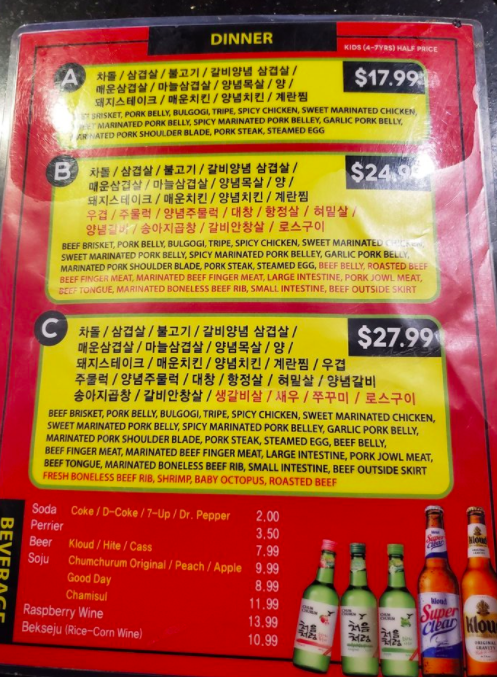 DINNER
KIDS (4-7YRS) HALF PRICE
A
차돌 / 삼겹살 / 불고기 / 갈비양념 삼겹살 /
매운삼겹살 / 마늘삼겹살 / 양념목살 / 양 /
돼지스테이크 / 매운치킨 / 양념치킨 / 계란찜
$17.99
BRISKET, PORK BELLY, BULGOGI, TRIPE, SPICY CHICKEN, SWEET MARINATED CHICKEN,
MARINATED PORK BELLY, SPICY MARINATED PORK BELLEY, GARLIC PORK BELLY,
PORK SHOULDER BLADE, PORK STEAK, STEAMED EGG
B
차돌 / 삼겹살 / 불고기 / 갈비양념 삼겹살 /
매운삼겹살 / 마늘삼겹살 / 양념목살 / 양 /
돼지스테이크 / 매운치킨 / 양념치킨 / 계란찜
우겹 / 주물럭 / 양념주물럭 / 대창 / 항정살 / 혀밑살 /
양념갈비 / 송아지곱창 / 갈비안창살 / 로스구이
$24.9
BEEF BRISKET, PORK BELLY, BULGOGI, TRIPE, SPICY CHICKEN, SWEET MARINATED CHICKEN,
SWEET MARINATED PORK BELLY, SPICY MARINATED PORK BELLEY, GARLIC PORK BELLY,
MARINATED PORK SHOULDER BLADE, PORK STEAK, STEAMED EGG, BEEF BELLY, ROASTED BEEF
BEEF FINGER MEAT, MARINATED BEEF FINGER MEAT, LARGE INTESTINE, PORK JOWL MEAT,
BEEF TONGUE, MARINATED BONELESS BEEF RIB, SMALL INTESTINE, BEEF OUTSIDE SKIRT
C
차돌 / 삼겹살 / 불고기 / 갈비양념 삼겹살 /
매운삼겹살 / 마늘삼겹살 / 양념목살 / 양 /
돼지스테이크 / 매운치킨 / 양념치킨 / 계란찜 / 우겹
주물럭 / 양념주물럭 / 대창 / 항정살 / 혀밑살 / 양념갈비
송아지곱창 / 갈비안창살 / 생갈비살 / 새우 / 쭈꾸미 / 로스구이
$27.99
BEEF BRISKET, PORK BELLY, BULGOGI, TRIPE, SPICY CHICKEN, SWEET MARINATED CHICKEN,
SWEET MARINATED PORK BELLY, SPICY MARINATED PORK BELLEY, GARLIC PORK BELLY,
MARINATED PORK SHOULDER BLADE, PORK STEAK, STEAMED EGG, BEEF BELLY,
BEEF FINGER MEAT, MARINATED BEEF FINGER MEAT, LARGE INTESTINE, PORK JOWL MEAT,
BEEF TONGUE, MARINATED BONELESS BEEF RIB, SMALL INTESTINE, BEEF OUTSIDE SKIRT
FRESH BONELESS BEEF RIB, SHRIMP, BABY OCTOPUS, ROASTED BEEF
BEVERAGE
Soda Coke / D-Coke / 7-Up / Dr. Pepper 2.00
Perrier 3.50
Beer Kloud / Hite / Cass 7.99
Soju Chumchurum Original / Peach / Apple 9.99
Good Day 8.99
Chamisul 11.99
Raspberry Wine 13.99
Bekseju (Rice-Corn Wine) 10.99
처음처럼
처음처럼
처음처럼
Kloud
Super Clear
Kloud